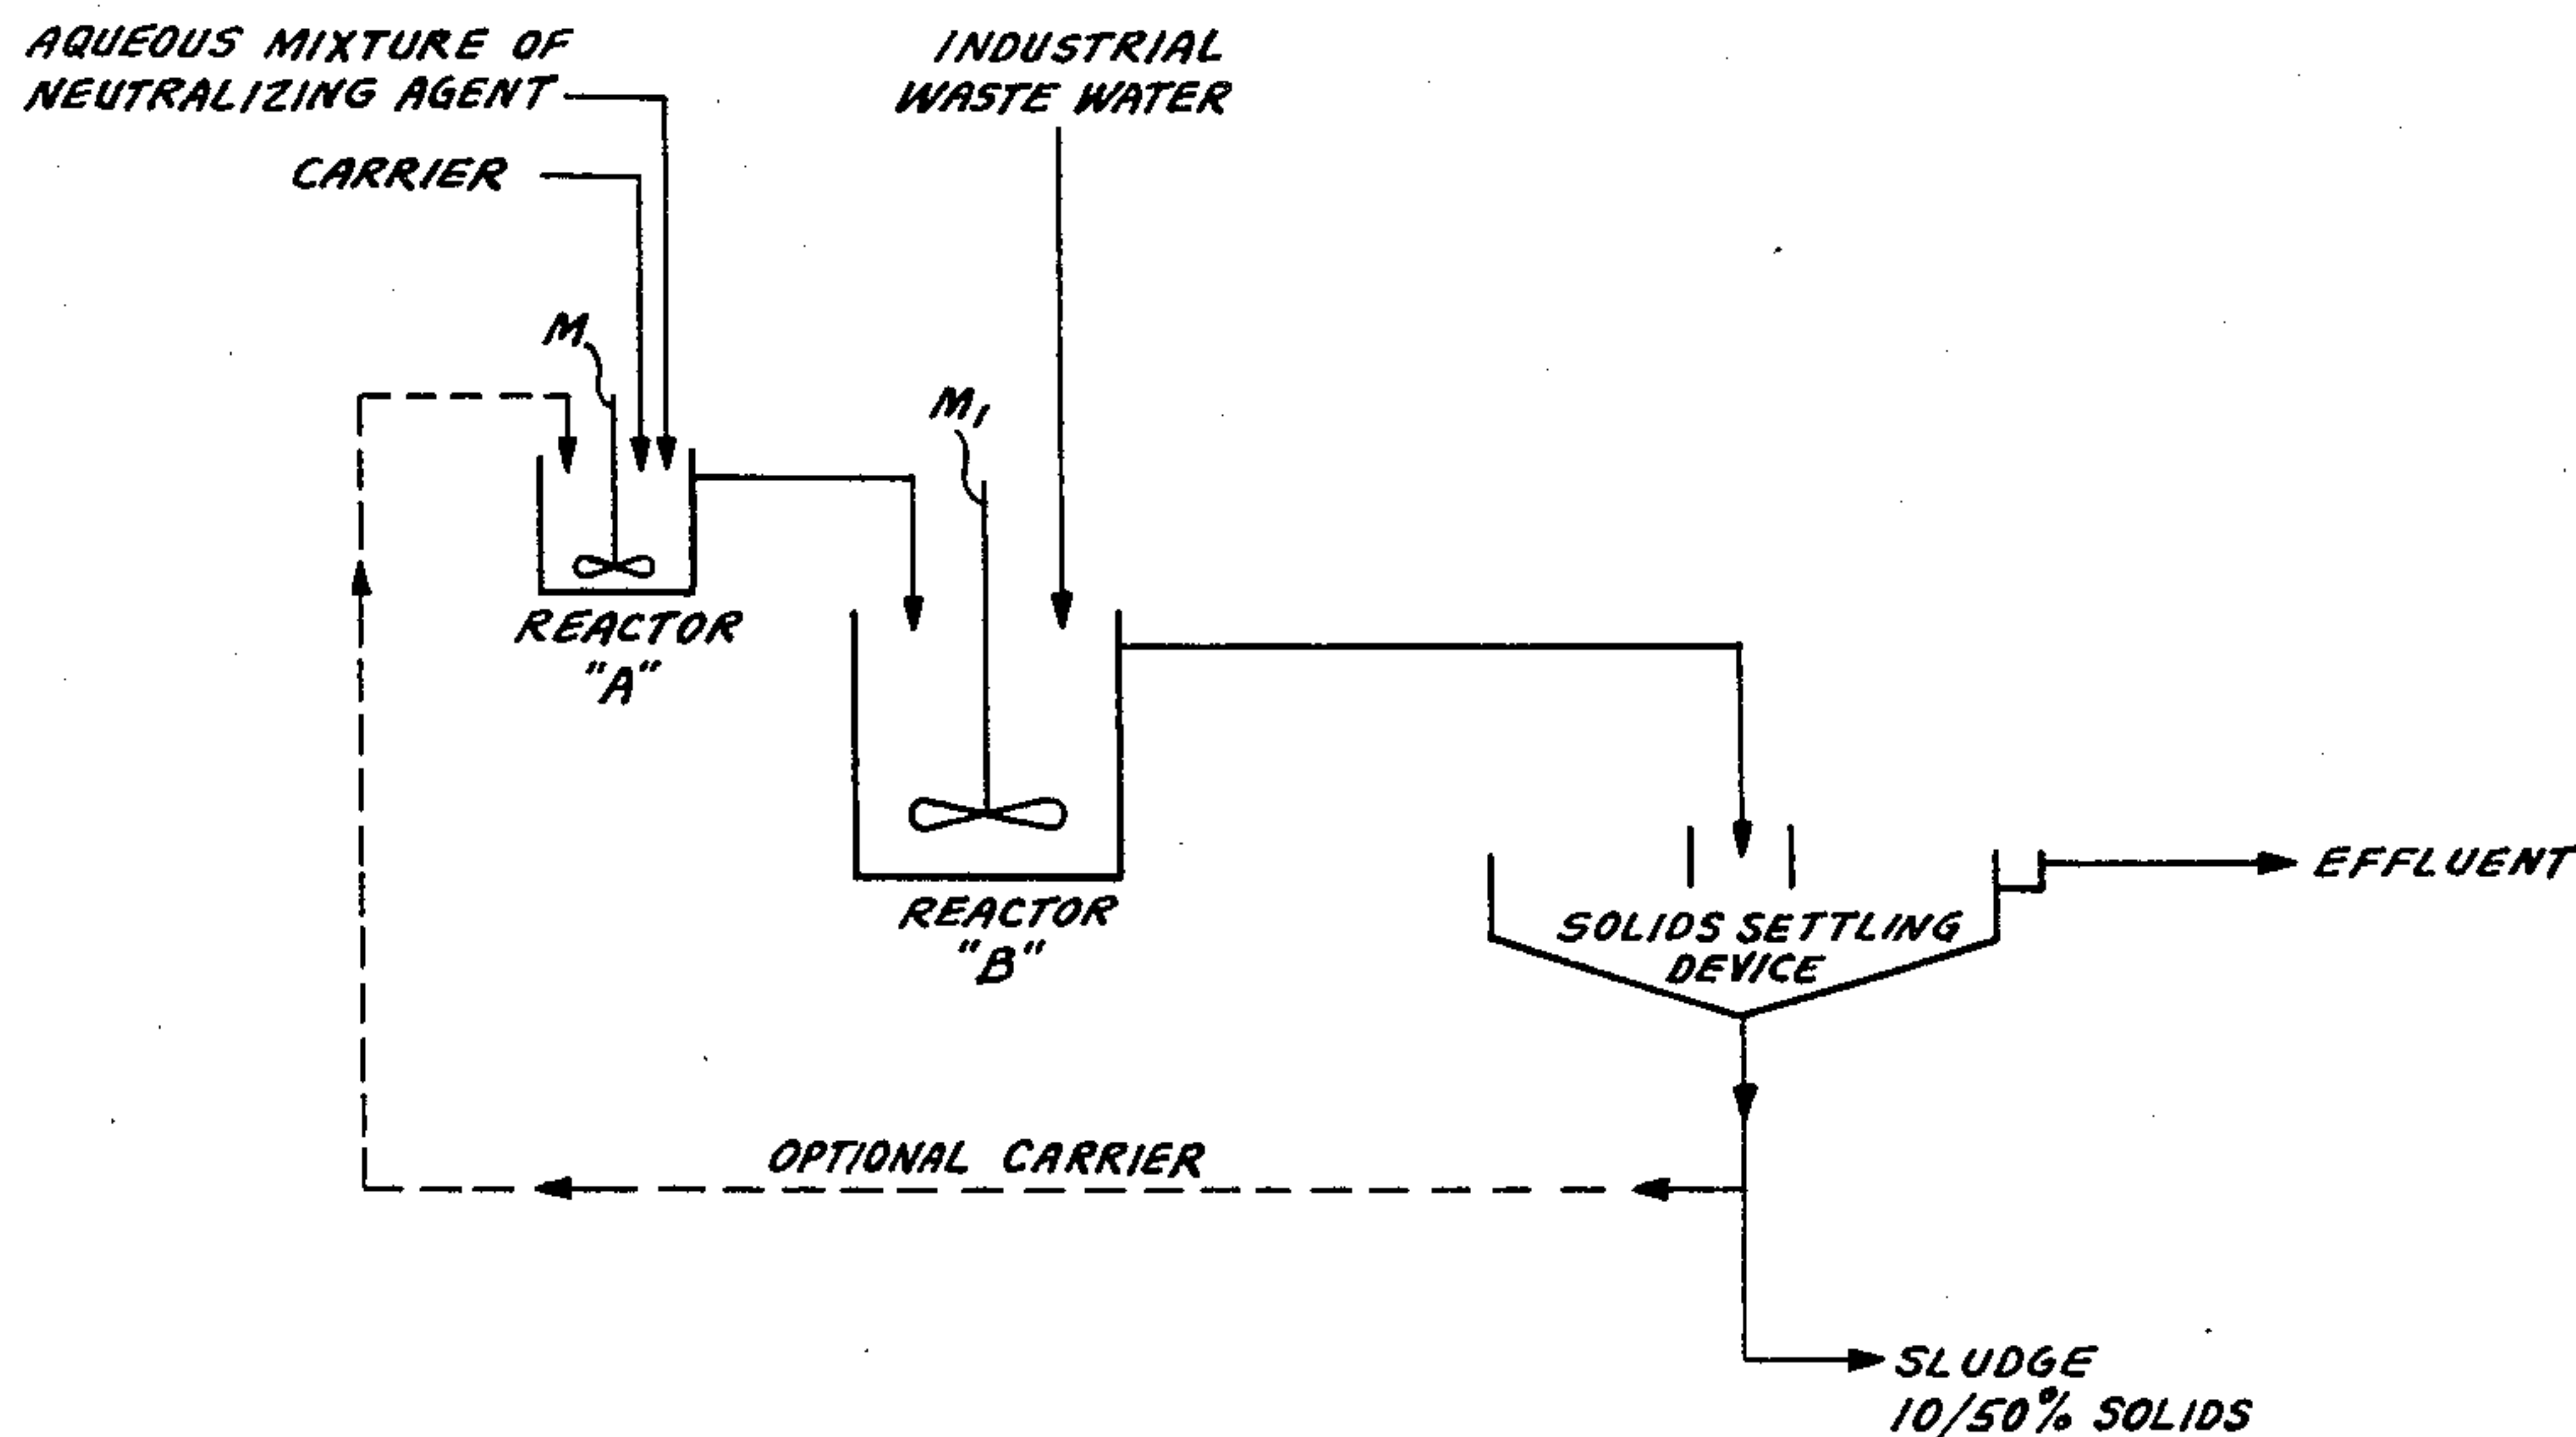 AQUEOUS MIXTURE OF
NEUTRALIZING AGENT
CARRIER
INDUSTRIAL
WASTE WATER
M
M1
REACTOR
"A"
REACTOR
"B"
SOLIDS SETTLING
DEVICE
EFFLUENT
OPTIONAL CARRIER
SLUDGE
10/50% SOLIDS